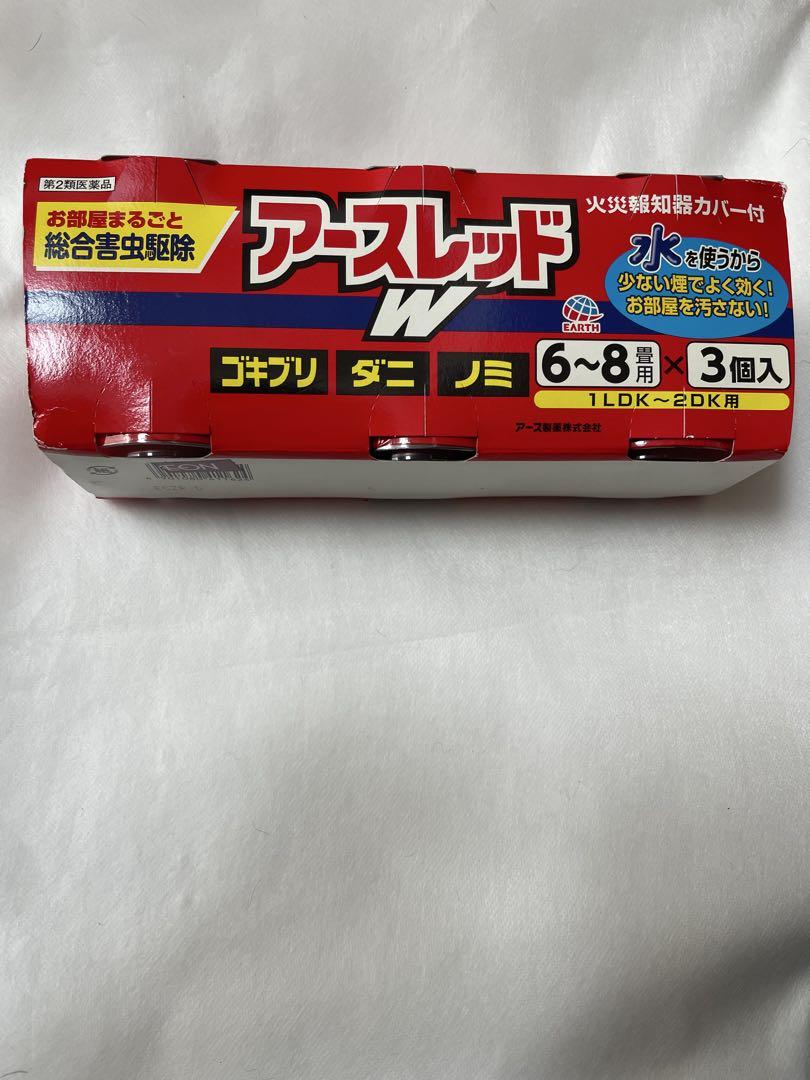 第2類医薬品
お部屋まるごと
総合害虫駆除
アースレッド
W
火災報知器カバー付
水を使うから
少ない煙でよく効く!
お部屋を汚さない!
EARTH
ゴキブリ ダニ ノミ
6～8畳用×3個入
1LDK～2DK用
アース製薬株式会社